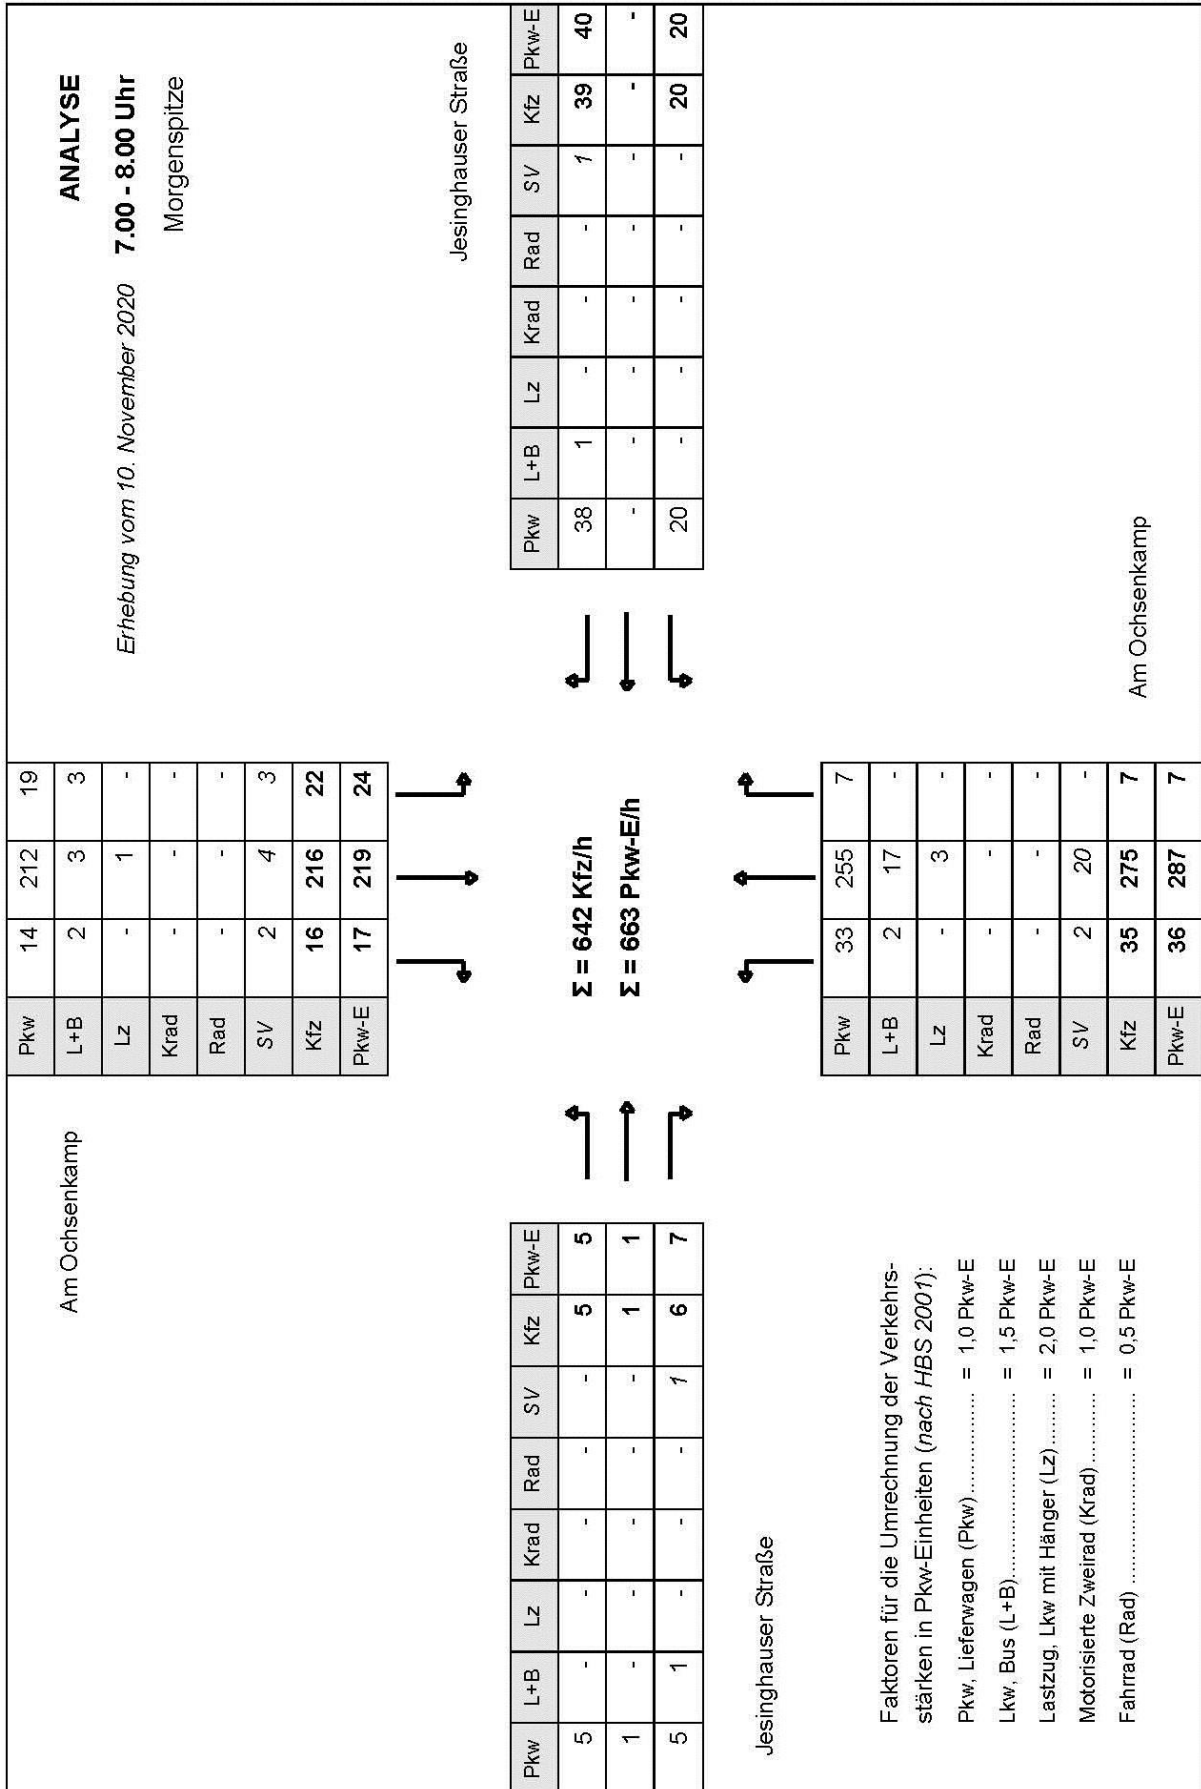 ANALYSE
Erhebung vom 10. November 2020 7.00 - 8.00 Uhr
Morgenspitze
Am Ochsenkamp
Pkw 14 212 19
L+B 2 3 3
Lz - 1 -
Krad - - -
Rad - - -
SV 2 4 3
Kfz 16 216 22
Pkw-E 17 219 24
Jesinghauser Straße
Pkw L+B Lz Krad Rad SV Kfz Pkw-E
38 1 - - - 1 39 40
- - - - - - - -
20 - - - - - 20 20
Σ = 642 Kfz/h
Σ = 663 Pkw-E/h
Pkw L+B Lz Krad Rad SV Kfz Pkw-E
5 - - - - - 5 5
1 - - - - - 1 1
5 1 - - - 1 6 7
Jesinghauser Straße
Pkw 33 255 7
L+B 2 17 -
Lz - 3 -
Krad - - -
Rad - - -
SV 2 20 -
Kfz 35 275 7
Pkw-E 36 287 7
Am Ochsenkamp
Faktoren für die Umrechnung der Verkehrs-
stärken in Pkw-Einheiten (nach HBS 2001):
Pkw, Lieferwagen (Pkw)................. = 1,0 Pkw-E
Lkw, Bus (L+B)............................... = 1,5 Pkw-E
Lastzug, Lkw mit Hänger (Lz)......... = 2,0 Pkw-E
Motorisierte Zweirad (Krad)............ = 1,0 Pkw-E
Fahrrad (Rad) ................................. = 0,5 Pkw-E